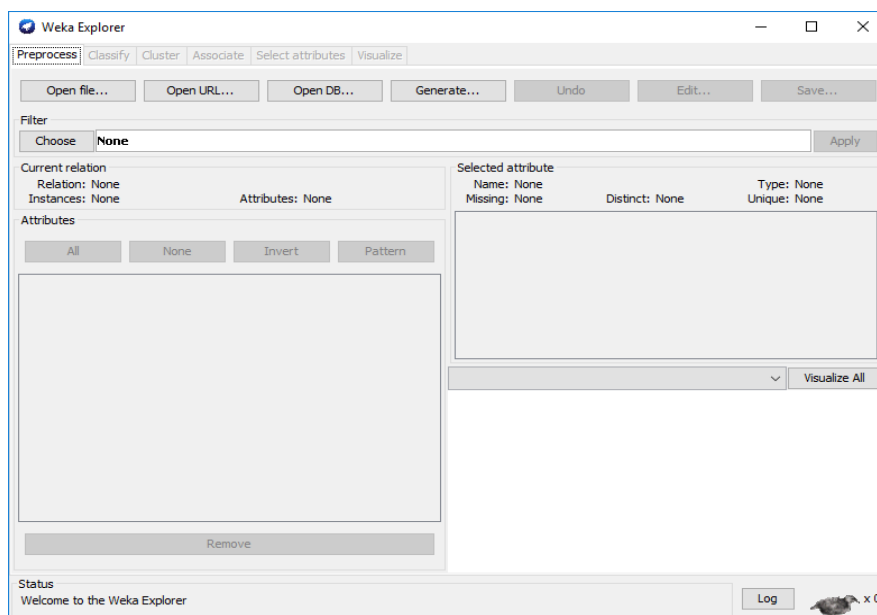 Weka Explorer
Preprocess Classify Cluster Associate Select attributes Visualize
Open file... Open URL... Open DB... Generate... Undo Edit... Save...
Filter
Choose None Apply
Current relation
Relation: None
Instances: None Attributes: None
Selected attribute
Name: None Type: None
Missing: None Distinct: None Unique: None
Attributes
All None Invert Pattern
Visualize All
Remove
Status
Welcome to the Weka Explorer
Log x 0